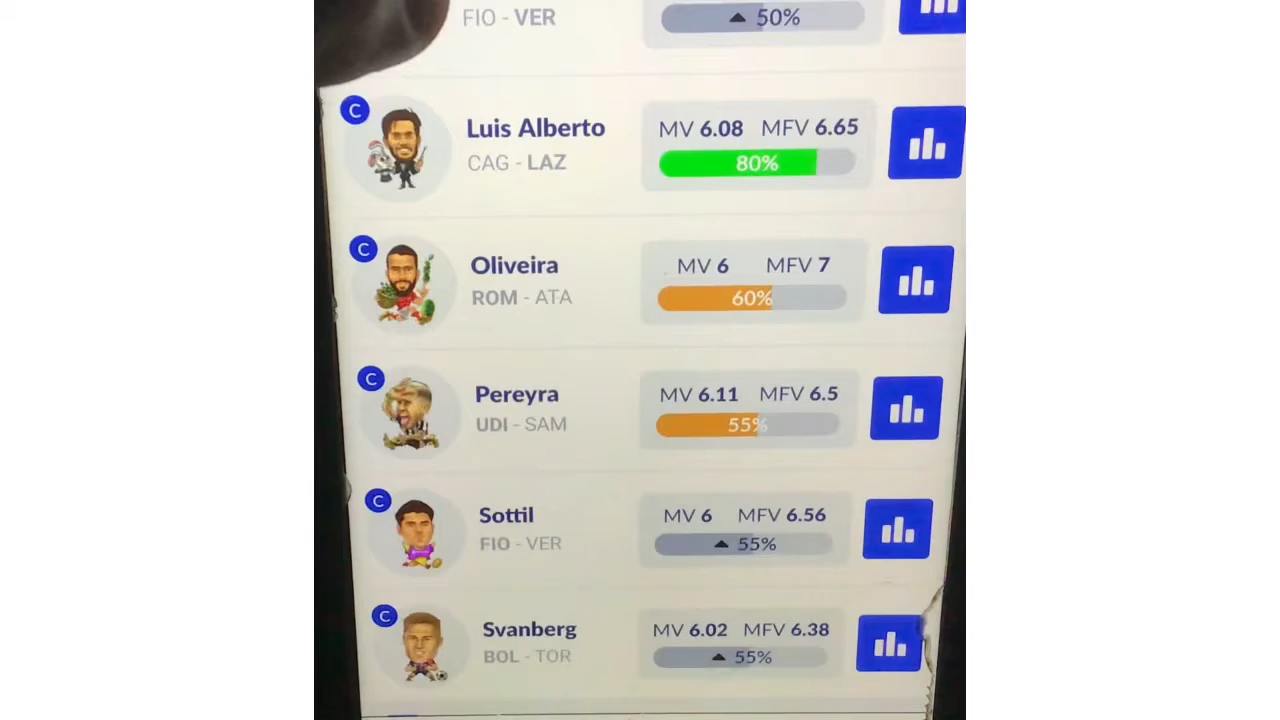 FIO - VER
50%
C
Luis Alberto
MV 6.08 MFV 6.65
CAG - LAZ
80%
C
Oliveira
MV 6 MFV 7
ROM - ATA
60%
C
Pereyra
MV 6.11 MFV 6.5
UDI - SAM
55%
C
Sottil
MV 6 MFV 6.56
FIO - VER
55%
C
Svanberg
MV 6.02 MFV 6.38
BOL - TOR
55%